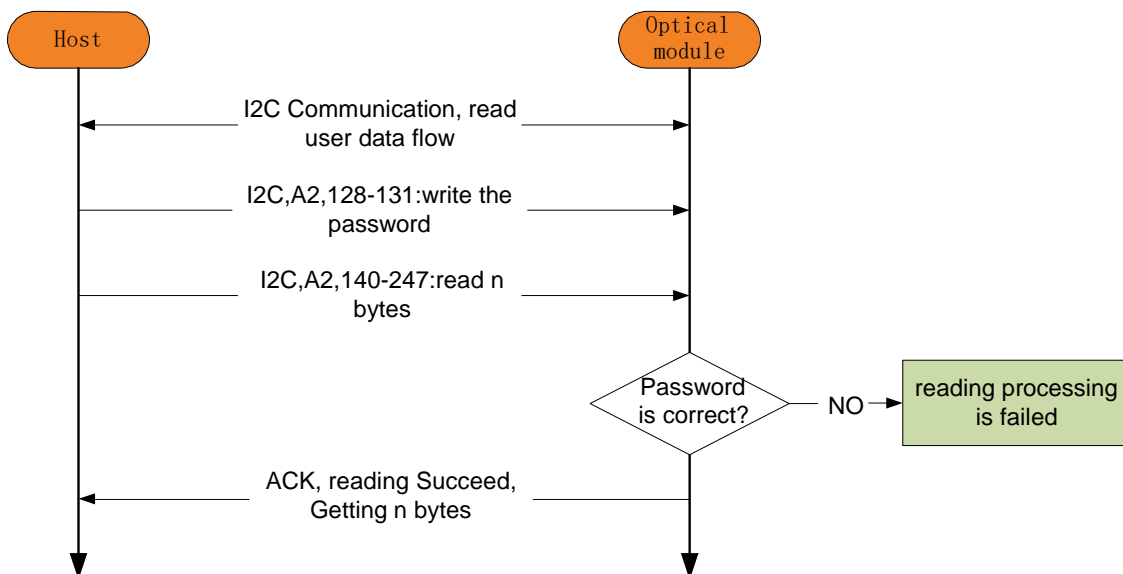 Host
Optical
module
I2C Communication, read
user data flow
I2C,A2,128-131:write the
password
I2C,A2,140-247:read n
bytes
Password
is correct?
NO
reading processing
is failed
ACK, reading Succeed,
Getting n bytes